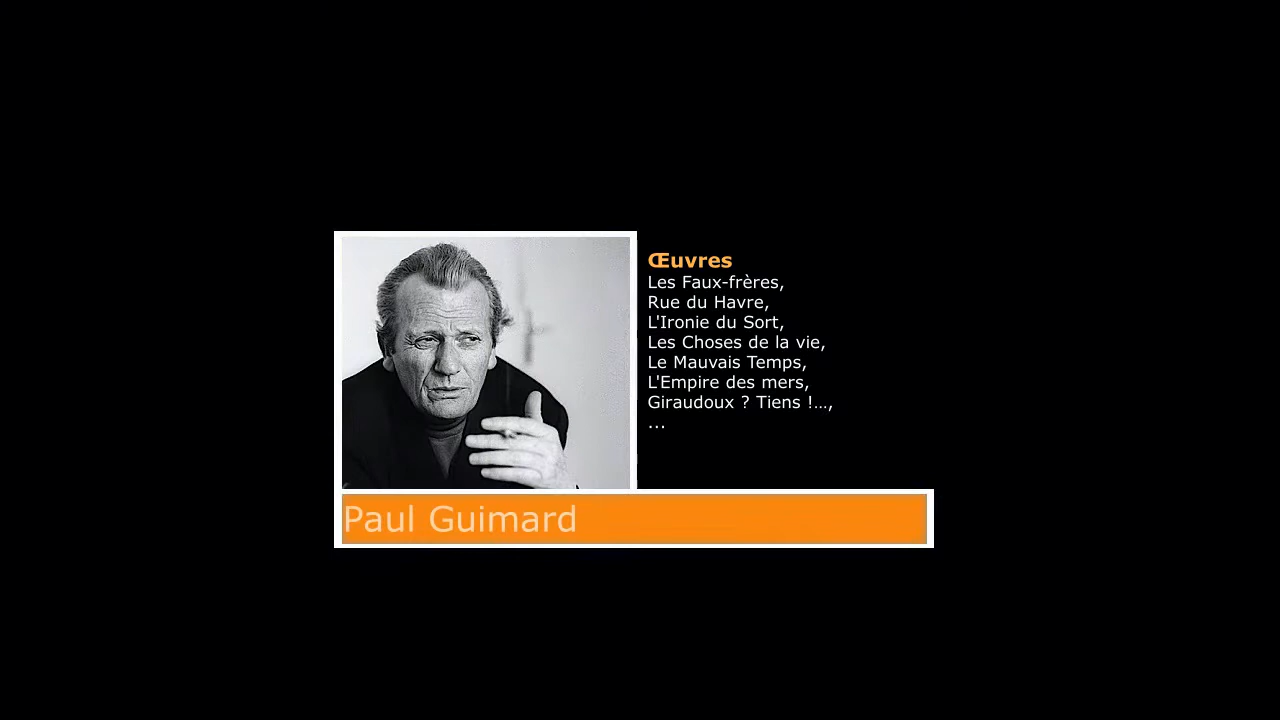 Œuvres
Les Faux-frères,
Rue du Havre,
L'Ironie du Sort,
Les Choses de la vie,
Le Mauvais Temps,
L'Empire des mers,
Giraudoux ? Tiens !…,
...
Paul Guimard